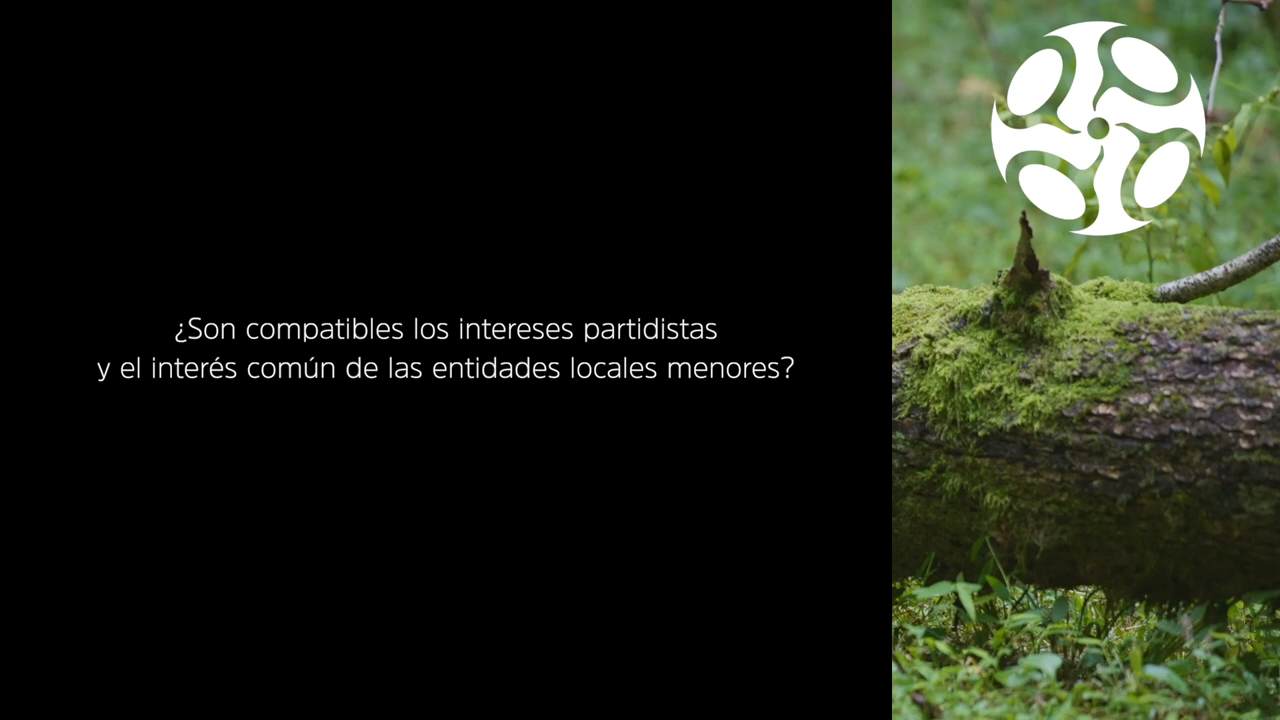 ¿Son compatibles los intereses partidistas
y el interés común de las entidades locales menores?